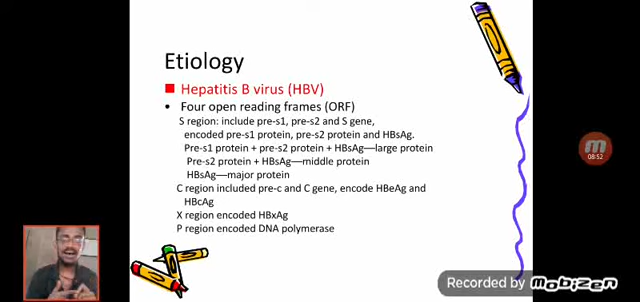 Etiology
Hepatitis B virus (HBV)
• Four open reading frames (ORF)
S region: include pre-s1, pre-s2 and S gene,
encoded pre-s1 protein, pre-s2 protein and HBsAg.
Pre-s1 protein + pre-s2 protein + HBsAg—large protein
Pre-s2 protein + HBsAg—middle protein
HBsAg—major protein
C region included pre-c and C gene, encode HBeAg and
HBcAg
X region encoded HBxAg
P region encoded DNA polymerase
08:52
Recorded by mobizen